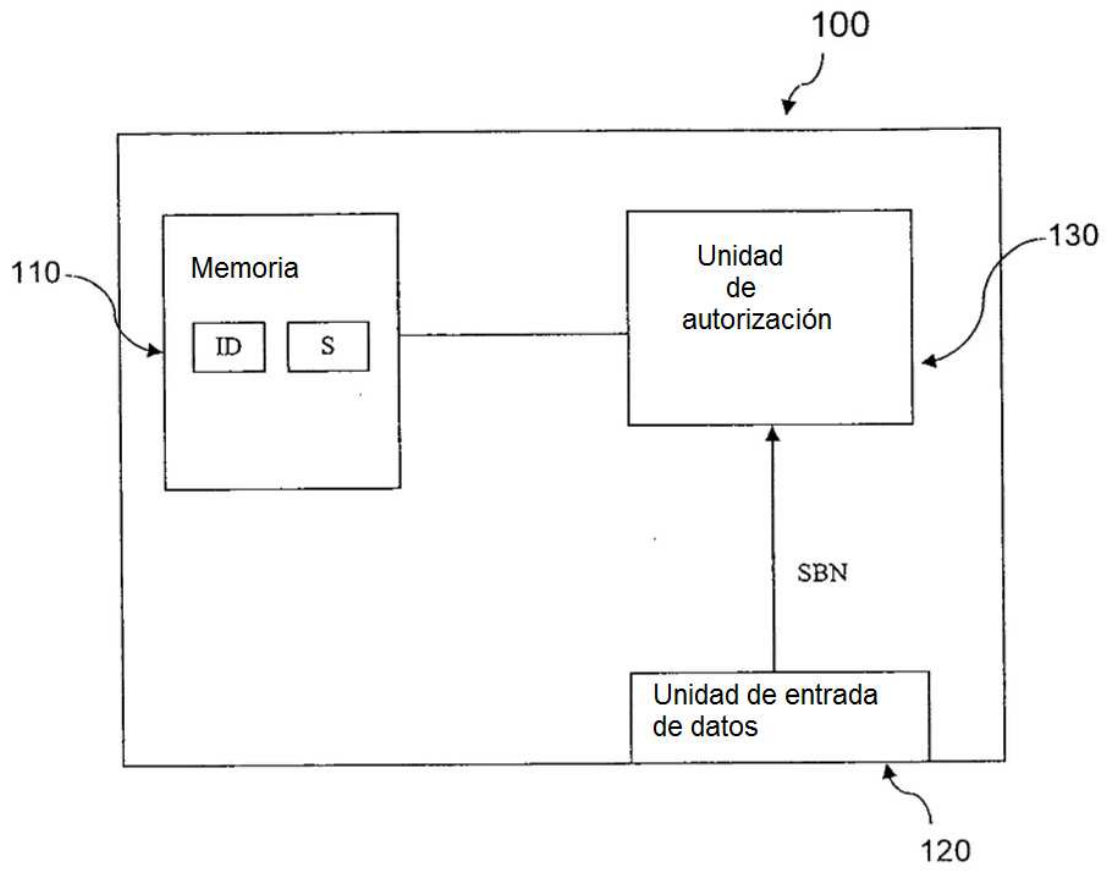 100
130
110
Memoria
ID
S
Unidad
de
autorización
SBN
Unidad de entrada
de datos
120